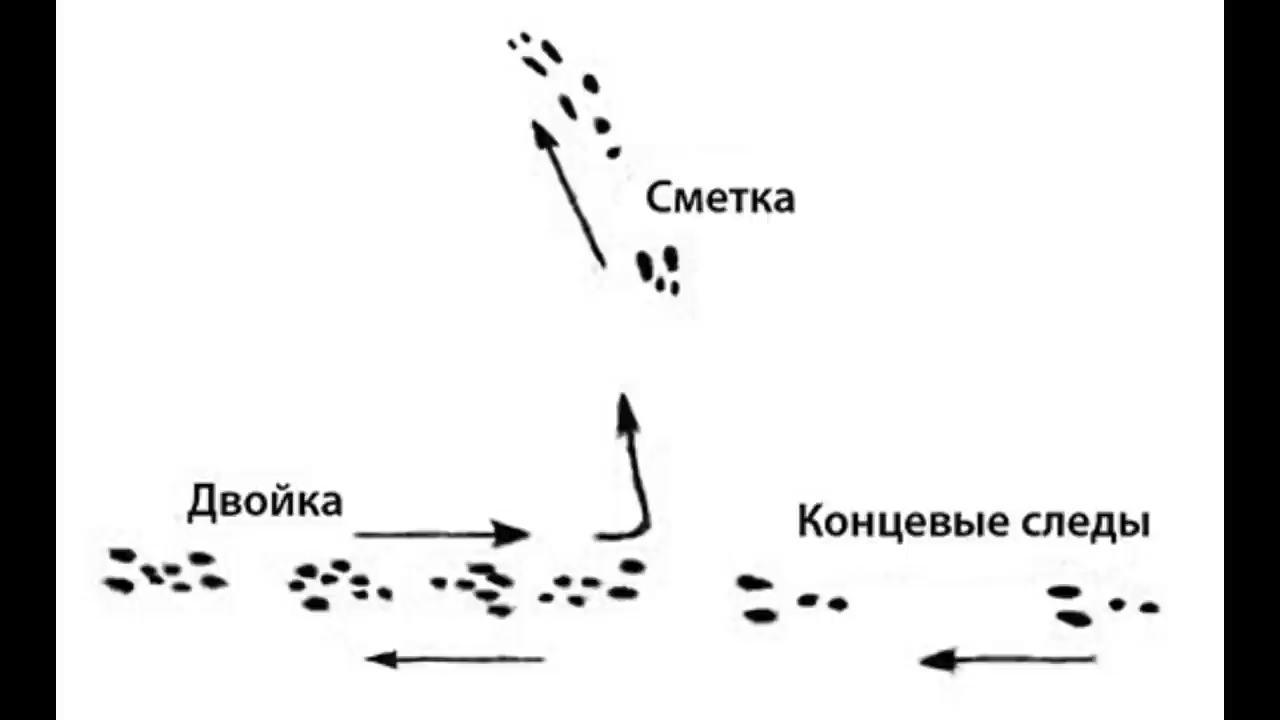 Сметка
Двойка
Концевые следы